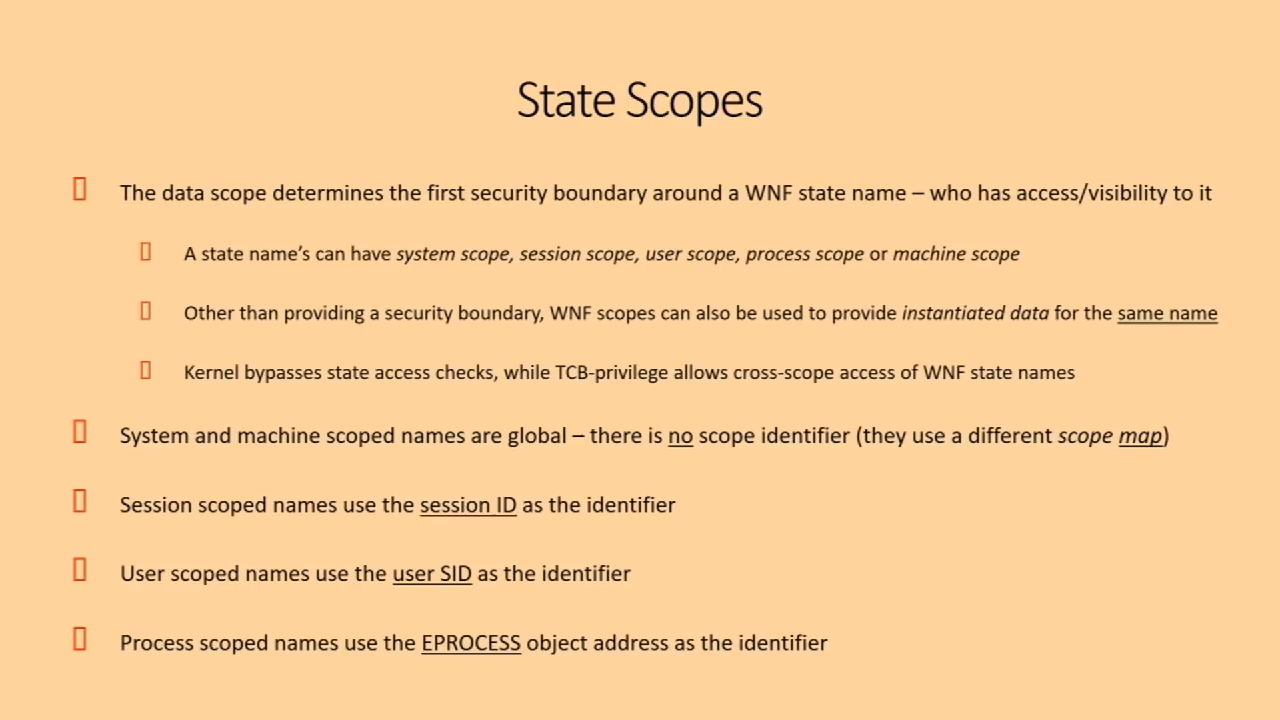 State Scopes
The data scope determines the first security boundary around a WNF state name – who has access/visibility to it
A state name’s can have system scope, session scope, user scope, process scope or machine scope
Other than providing a security boundary, WNF scopes can also be used to provide instantiated data for the same name
Kernel bypasses state access checks, while TCB-privilege allows cross-scope access of WNF state names
System and machine scoped names are global – there is no scope identifier (they use a different scope map)
Session scoped names use the session ID as the identifier
User scoped names use the user SID as the identifier
Process scoped names use the EPROCESS object address as the identifier